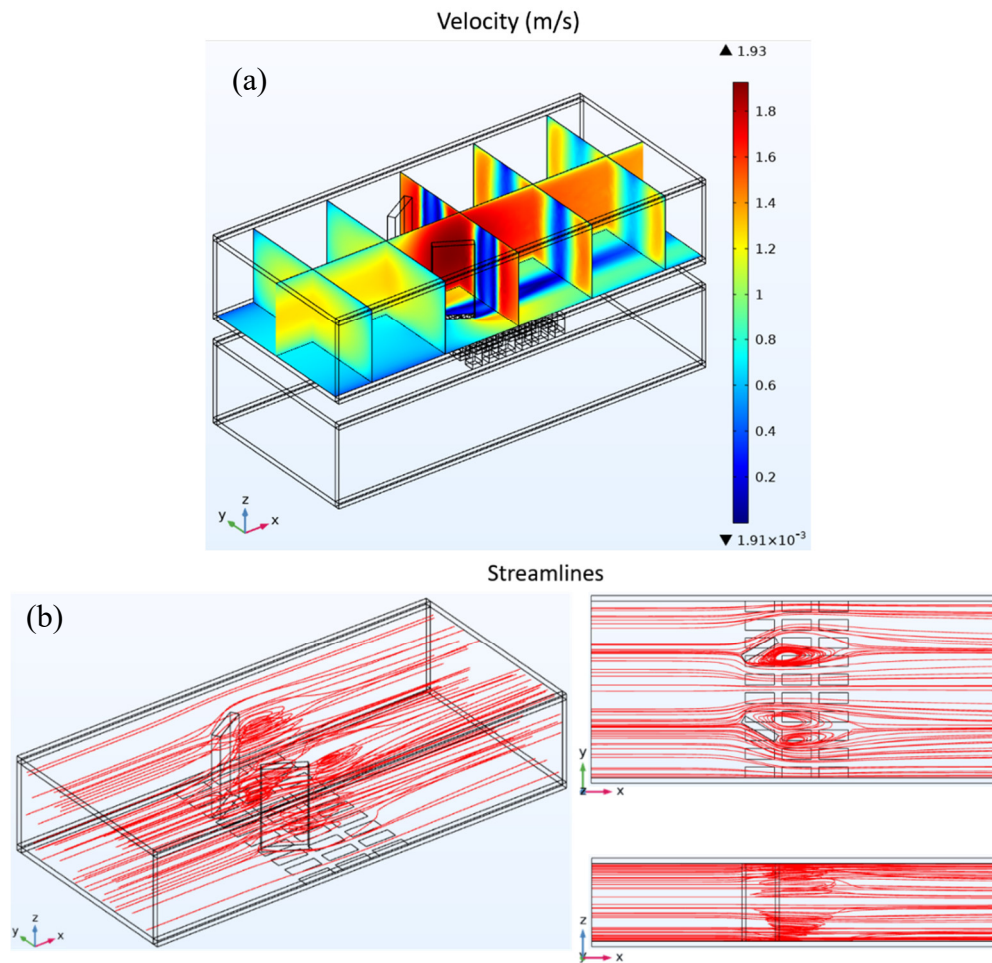 Velocity (m/s)
(a)
▲ 1.93
1.8
1.6
1.4
1.2
1
0.8
0.6
0.4
0.2
▼ 1.91×10⁻³
z
y
x
Streamlines
(b)
y
z
x
z
y
x
z
y
x